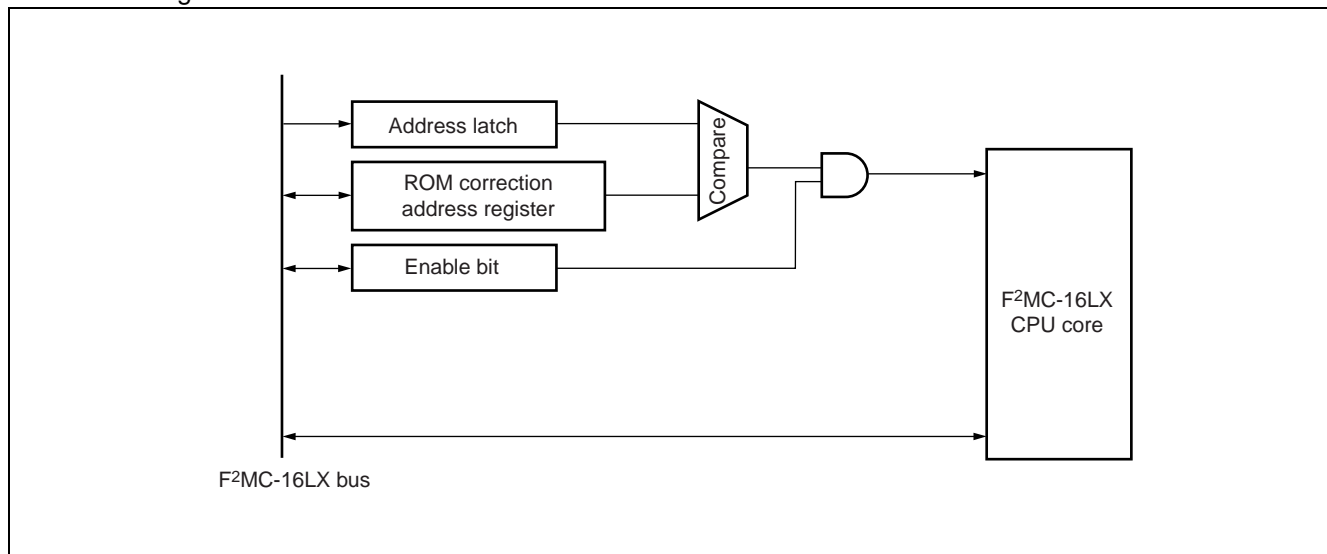 Address latch
ROM correction
address register
Enable bit
Compare
F²MC-16LX
CPU core
F²MC-16LX bus